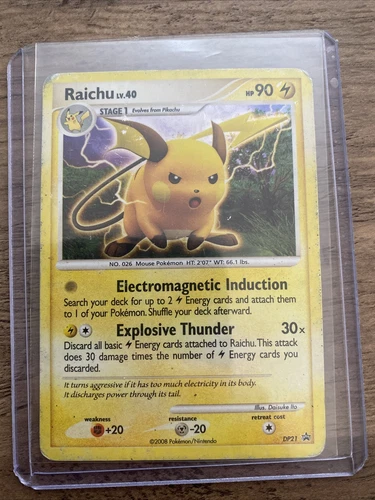 Raichu LV.40 HP 90
STAGE 1 Evolves from Pikachu
NO. 026 Mouse Pokémon HT: 2'07" WT: 66.1 lbs.
Electromagnetic Induction
Search your deck for up to 2 Energy cards and attach them
to 1 of your Pokémon. Shuffle your deck afterward.
Explosive Thunder 30x
Discard all basic Energy cards attached to Raichu. This attack
does 30 damage times the number of Energy cards you
discarded.
It turns aggressive if it has too much electricity in its body.
It discharges power through its tail.
Illus. Daisuke Ito
weakness resistance retreat cost
+20 -20
©2008 Pokémon/Nintendo DP21